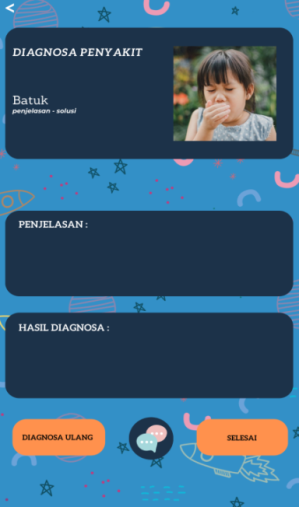 DIAGNOSA PENYAKIT
Batuk
penjelasan - solusi
PENJELASAN :
HASIL DIAGNOSA :
DIAGNOSA ULANG
SELESAI